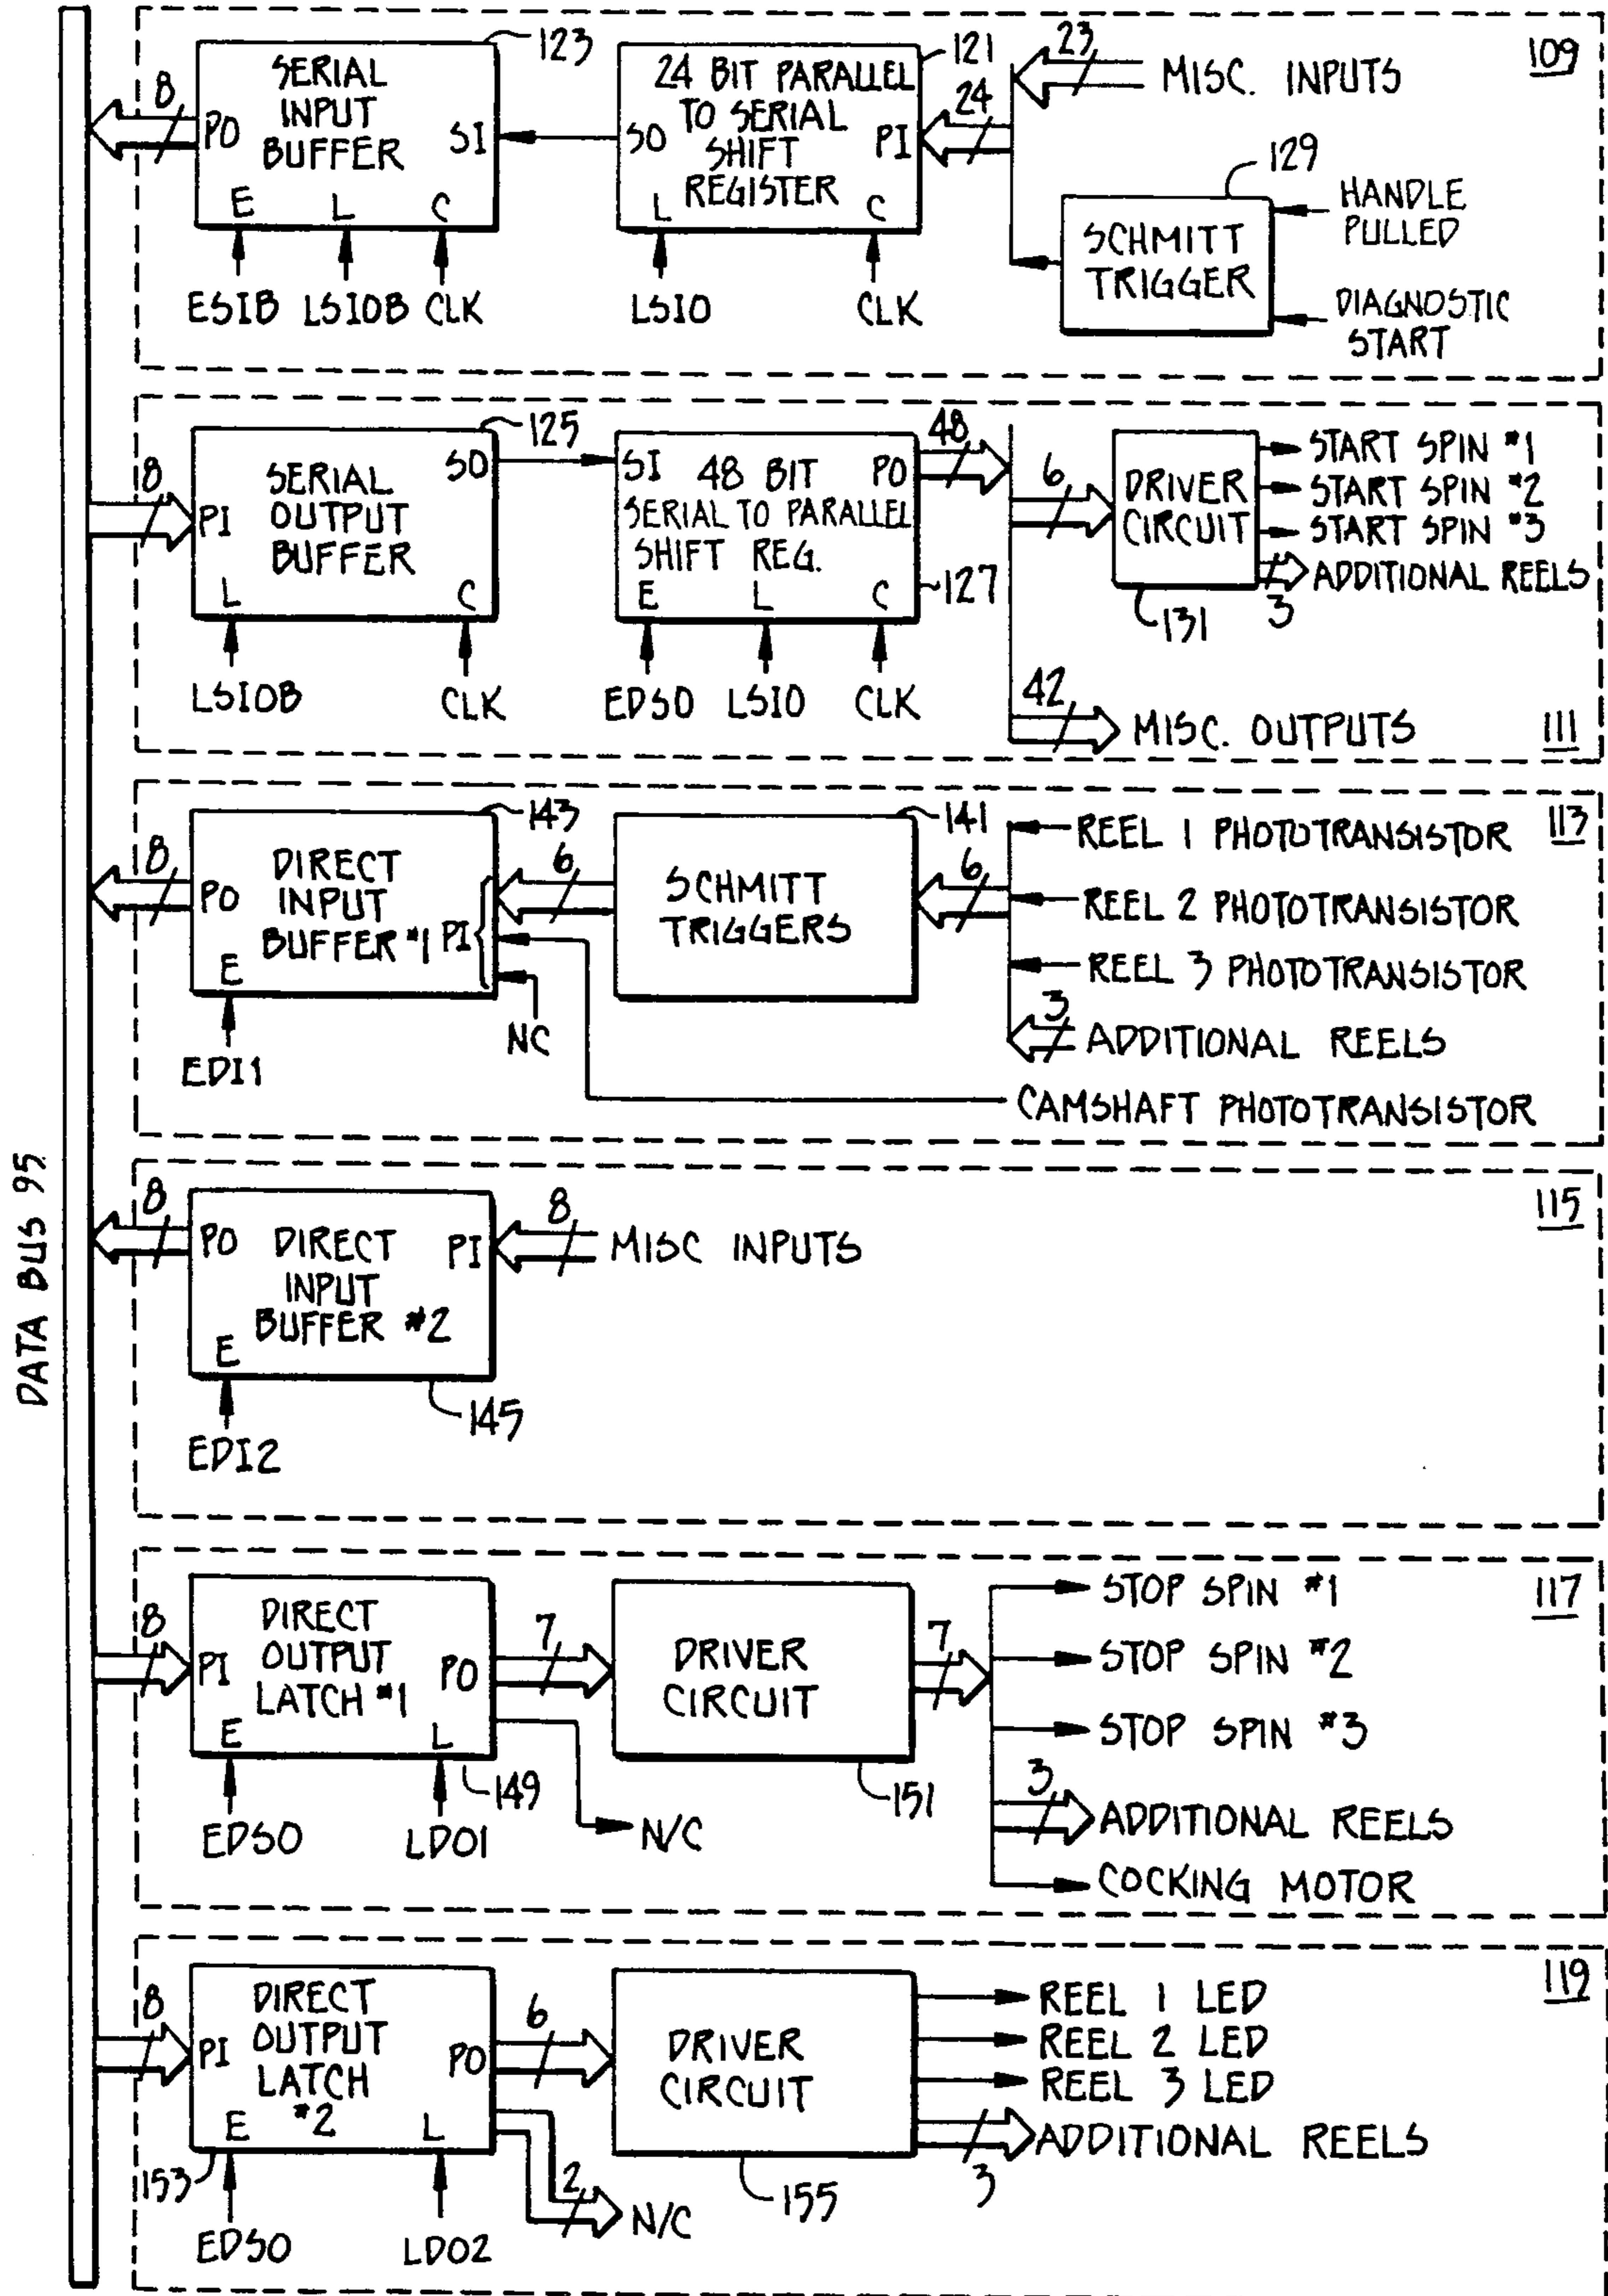 DATA BUS 95
109
123
SERIAL
INPUT
BUFFER
8
PO
SI
E
L
C
ESIB
LSIOB
CLK
121
24 BIT PARALLEL
TO SERIAL
SHIFT
REGISTER
SO
PI
L
C
LSIO
CLK
23
24
MISC. INPUTS
129
SCHMITT
TRIGGER
HANDLE
PULLED
DIAGNOSTIC
START
111
125
8
PI
SERIAL
OUTPUT
BUFFER
SO
L
C
LSIOB
CLK
SI
48 BIT
SERIAL TO PARALLEL
SHIFT REG.
PO
E
L
C
127
EDSO
LSIO
CLK
48
6
DRIVER
CIRCUIT
131
START SPIN #1
START SPIN #2
START SPIN #3
ADDITIONAL REELS
3
42
MISC. OUTPUTS
113
143
8
PO
DIRECT
INPUT
BUFFER #1
PI
E
EDI1
6
NC
141
SCHMITT
TRIGGERS
6
REEL 1 PHOTOTRANSISTOR
REEL 2 PHOTOTRANSISTOR
REEL 3 PHOTOTRANSISTOR
3
ADDITIONAL REELS
CAMSHAFT PHOTOTRANSISTOR
115
8
PO
DIRECT
INPUT
BUFFER #2
PI
E
145
EDI2
8
MISC INPUTS
117
8
PI
DIRECT
OUTPUT
LATCH #1
PO
E
L
149
EDSO
LDO1
7
N/C
DRIVER
CIRCUIT
151
7
STOP SPIN #1
STOP SPIN #2
STOP SPIN #3
3
ADDITIONAL REELS
COCKING MOTOR
119
8
PI
DIRECT
OUTPUT
LATCH
#2
PO
E
L
153
EDSO
LDO2
6
2
N/C
DRIVER
CIRCUIT
155
REEL 1 LED
REEL 2 LED
REEL 3 LED
ADDITIONAL REELS
3